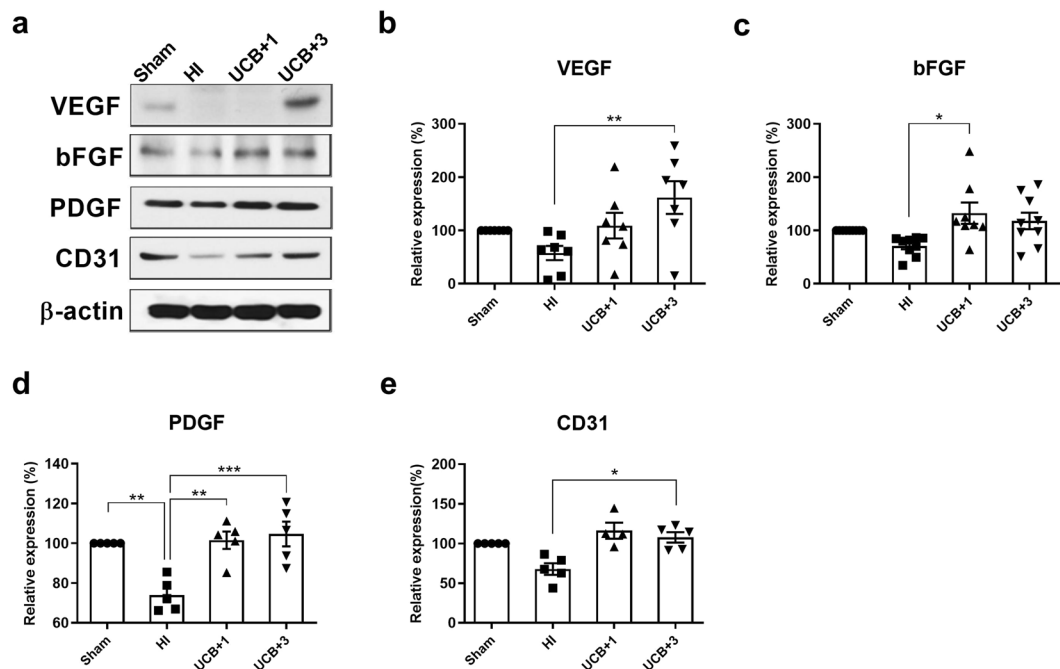 a
Sham HI UCB+1 UCB+3
VEGF
bFGF
PDGF
CD31
β-actin
b
VEGF
Relative expression (%)
300
200
100
0
**
Sham HI UCB+1 UCB+3
c
bFGF
Relative expression (%)
300
200
100
0
*
Sham HI UCB+1 UCB+3
d
PDGF
Relative expression (%)
140
120
100
80
60
** ** ***
Sham HI UCB+1 UCB+3
e
CD31
Relative expression(%)
200
150
100
50
0
*
Sham HI UCB+1 UCB+3